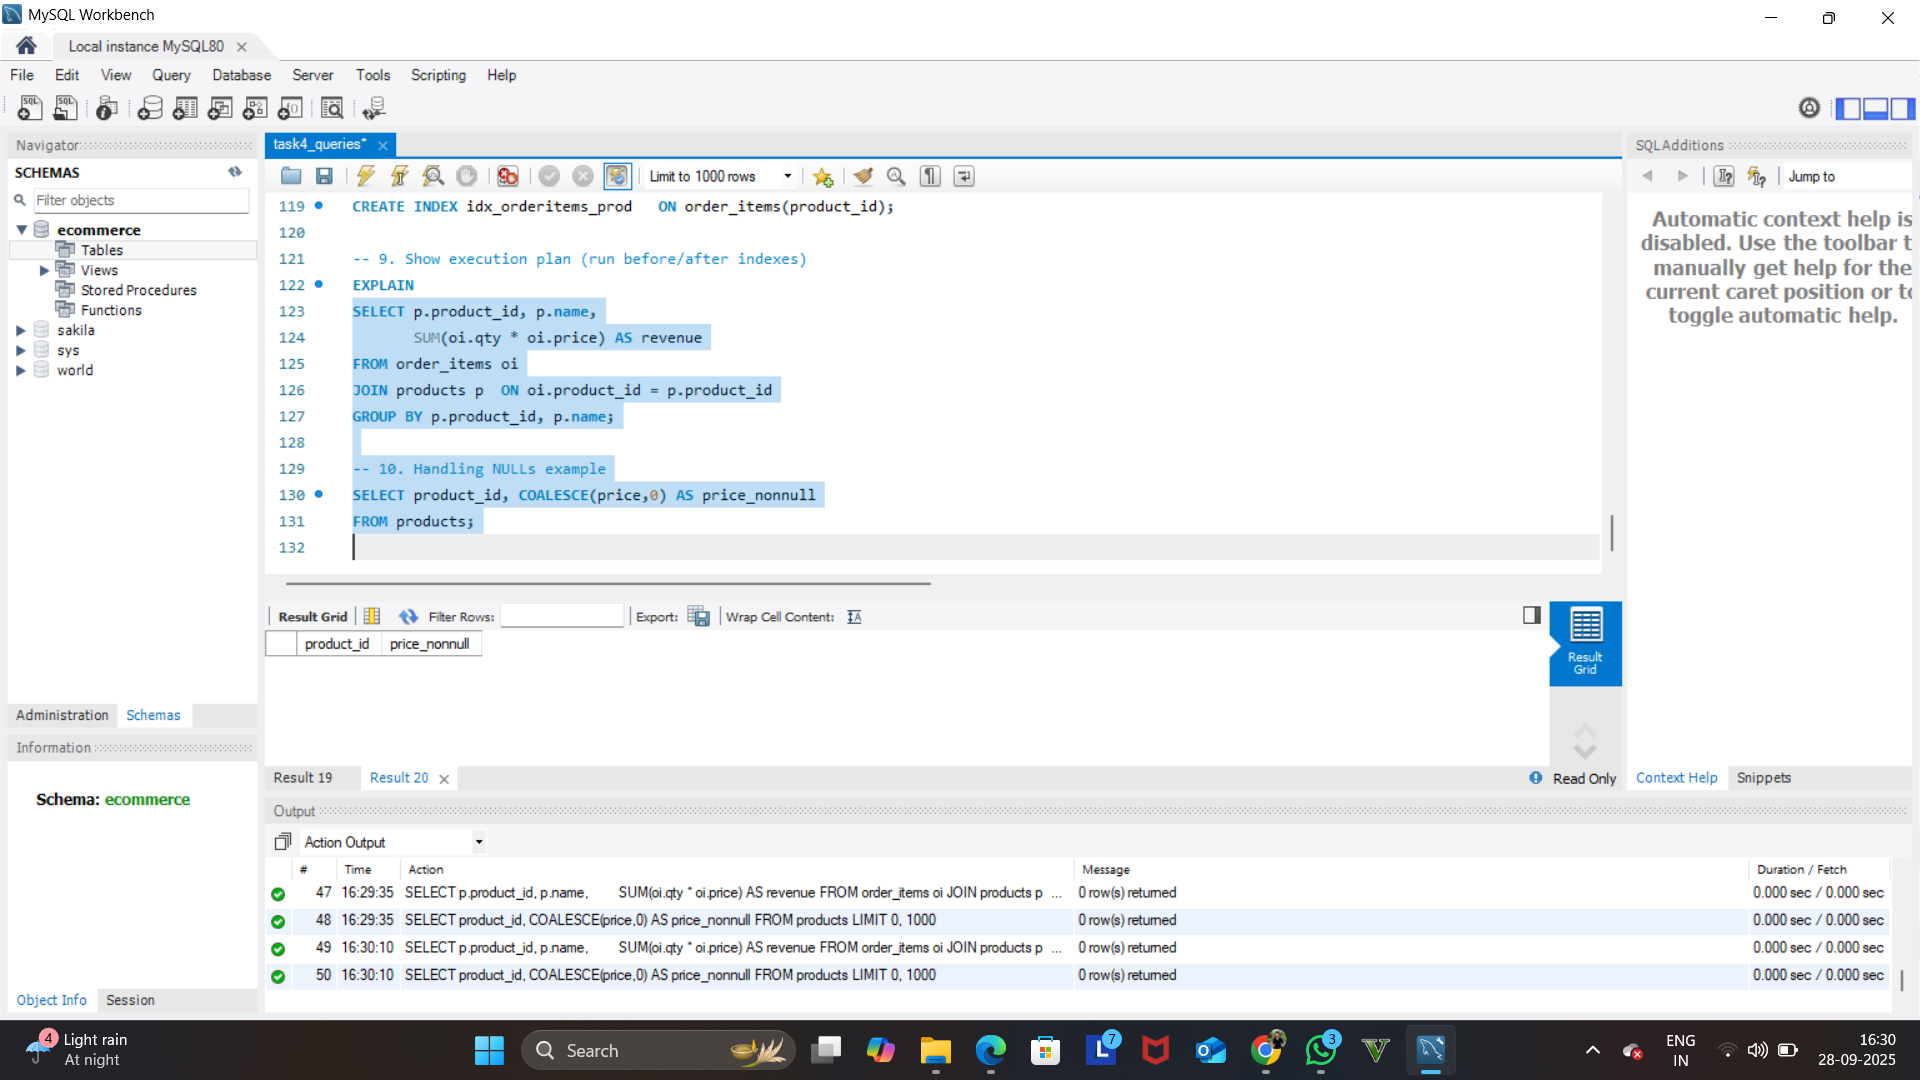 MySQL Workbench
Local instance MySQL80
File Edit View Query Database Server Tools Scripting Help
Navigator
SCHEMAS
Filter objects
ecommerce
Tables
Views
Stored Procedures
Functions
sakila
sys
world
Administration Schemas
Information
Schema: ecommerce
Object Info Session
task4_queries*
Limit to 1000 rows
119 CREATE INDEX idx_orderitems_prod   ON order_items(product_id);
120
121 -- 9. Show execution plan (run before/after indexes)
122 EXPLAIN
123 SELECT p.product_id, p.name,
124        SUM(oi.qty * oi.price) AS revenue
125 FROM order_items oi
126 JOIN products p  ON oi.product_id = p.product_id
127 GROUP BY p.product_id, p.name;
128
129 -- 10. Handling NULLs example
130 SELECT product_id, COALESCE(price,0) AS price_nonnull
131 FROM products;
132
Result Grid Filter Rows: Export: Wrap Cell Content:
product_id price_nonnull
Result Grid
Result 19 Result 20 Read Only
SQLAdditions
Jump to
Automatic context help is
disabled. Use the toolbar t
manually get help for the
current caret position or to
toggle automatic help.
Context Help Snippets
Output
Action Output
# Time Action Message Duration / Fetch
47 16:29:35 SELECT p.product_id, p.name,        SUM(oi.qty * oi.price) AS revenue FROM order_items oi JOIN products p ... 0 row(s) returned 0.000 sec / 0.000 sec
48 16:29:35 SELECT product_id, COALESCE(price,0) AS price_nonnull FROM products LIMIT 0, 1000 0 row(s) returned 0.000 sec / 0.000 sec
49 16:30:10 SELECT p.product_id, p.name,        SUM(oi.qty * oi.price) AS revenue FROM order_items oi JOIN products p ... 0 row(s) returned 0.000 sec / 0.000 sec
50 16:30:10 SELECT product_id, COALESCE(price,0) AS price_nonnull FROM products LIMIT 0, 1000 0 row(s) returned 0.000 sec / 0.000 sec
4 Light rain
At night
Search
7
3
ENG
IN
16:30
28-09-2025